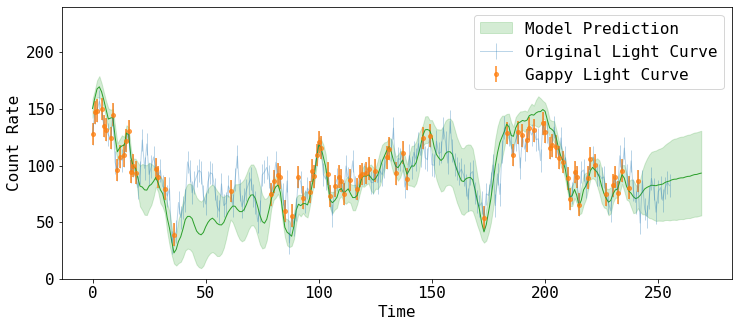 Model Prediction
Original Light Curve
Gappy Light Curve
Count Rate
200
150
100
50
0
0 50 100 150 200 250
Time